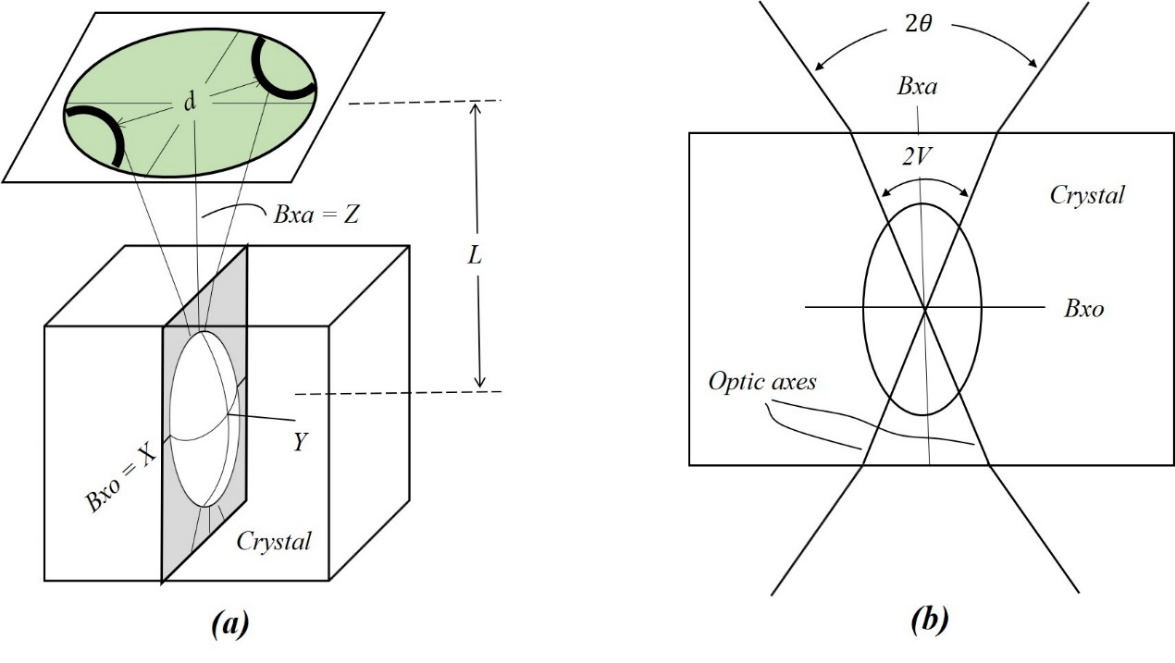 d
Bxa = Z
L
Bxo = X
Y
Crystal
(a)
2θ
Bxa
2V
Crystal
Bxo
Optic axes
(b)